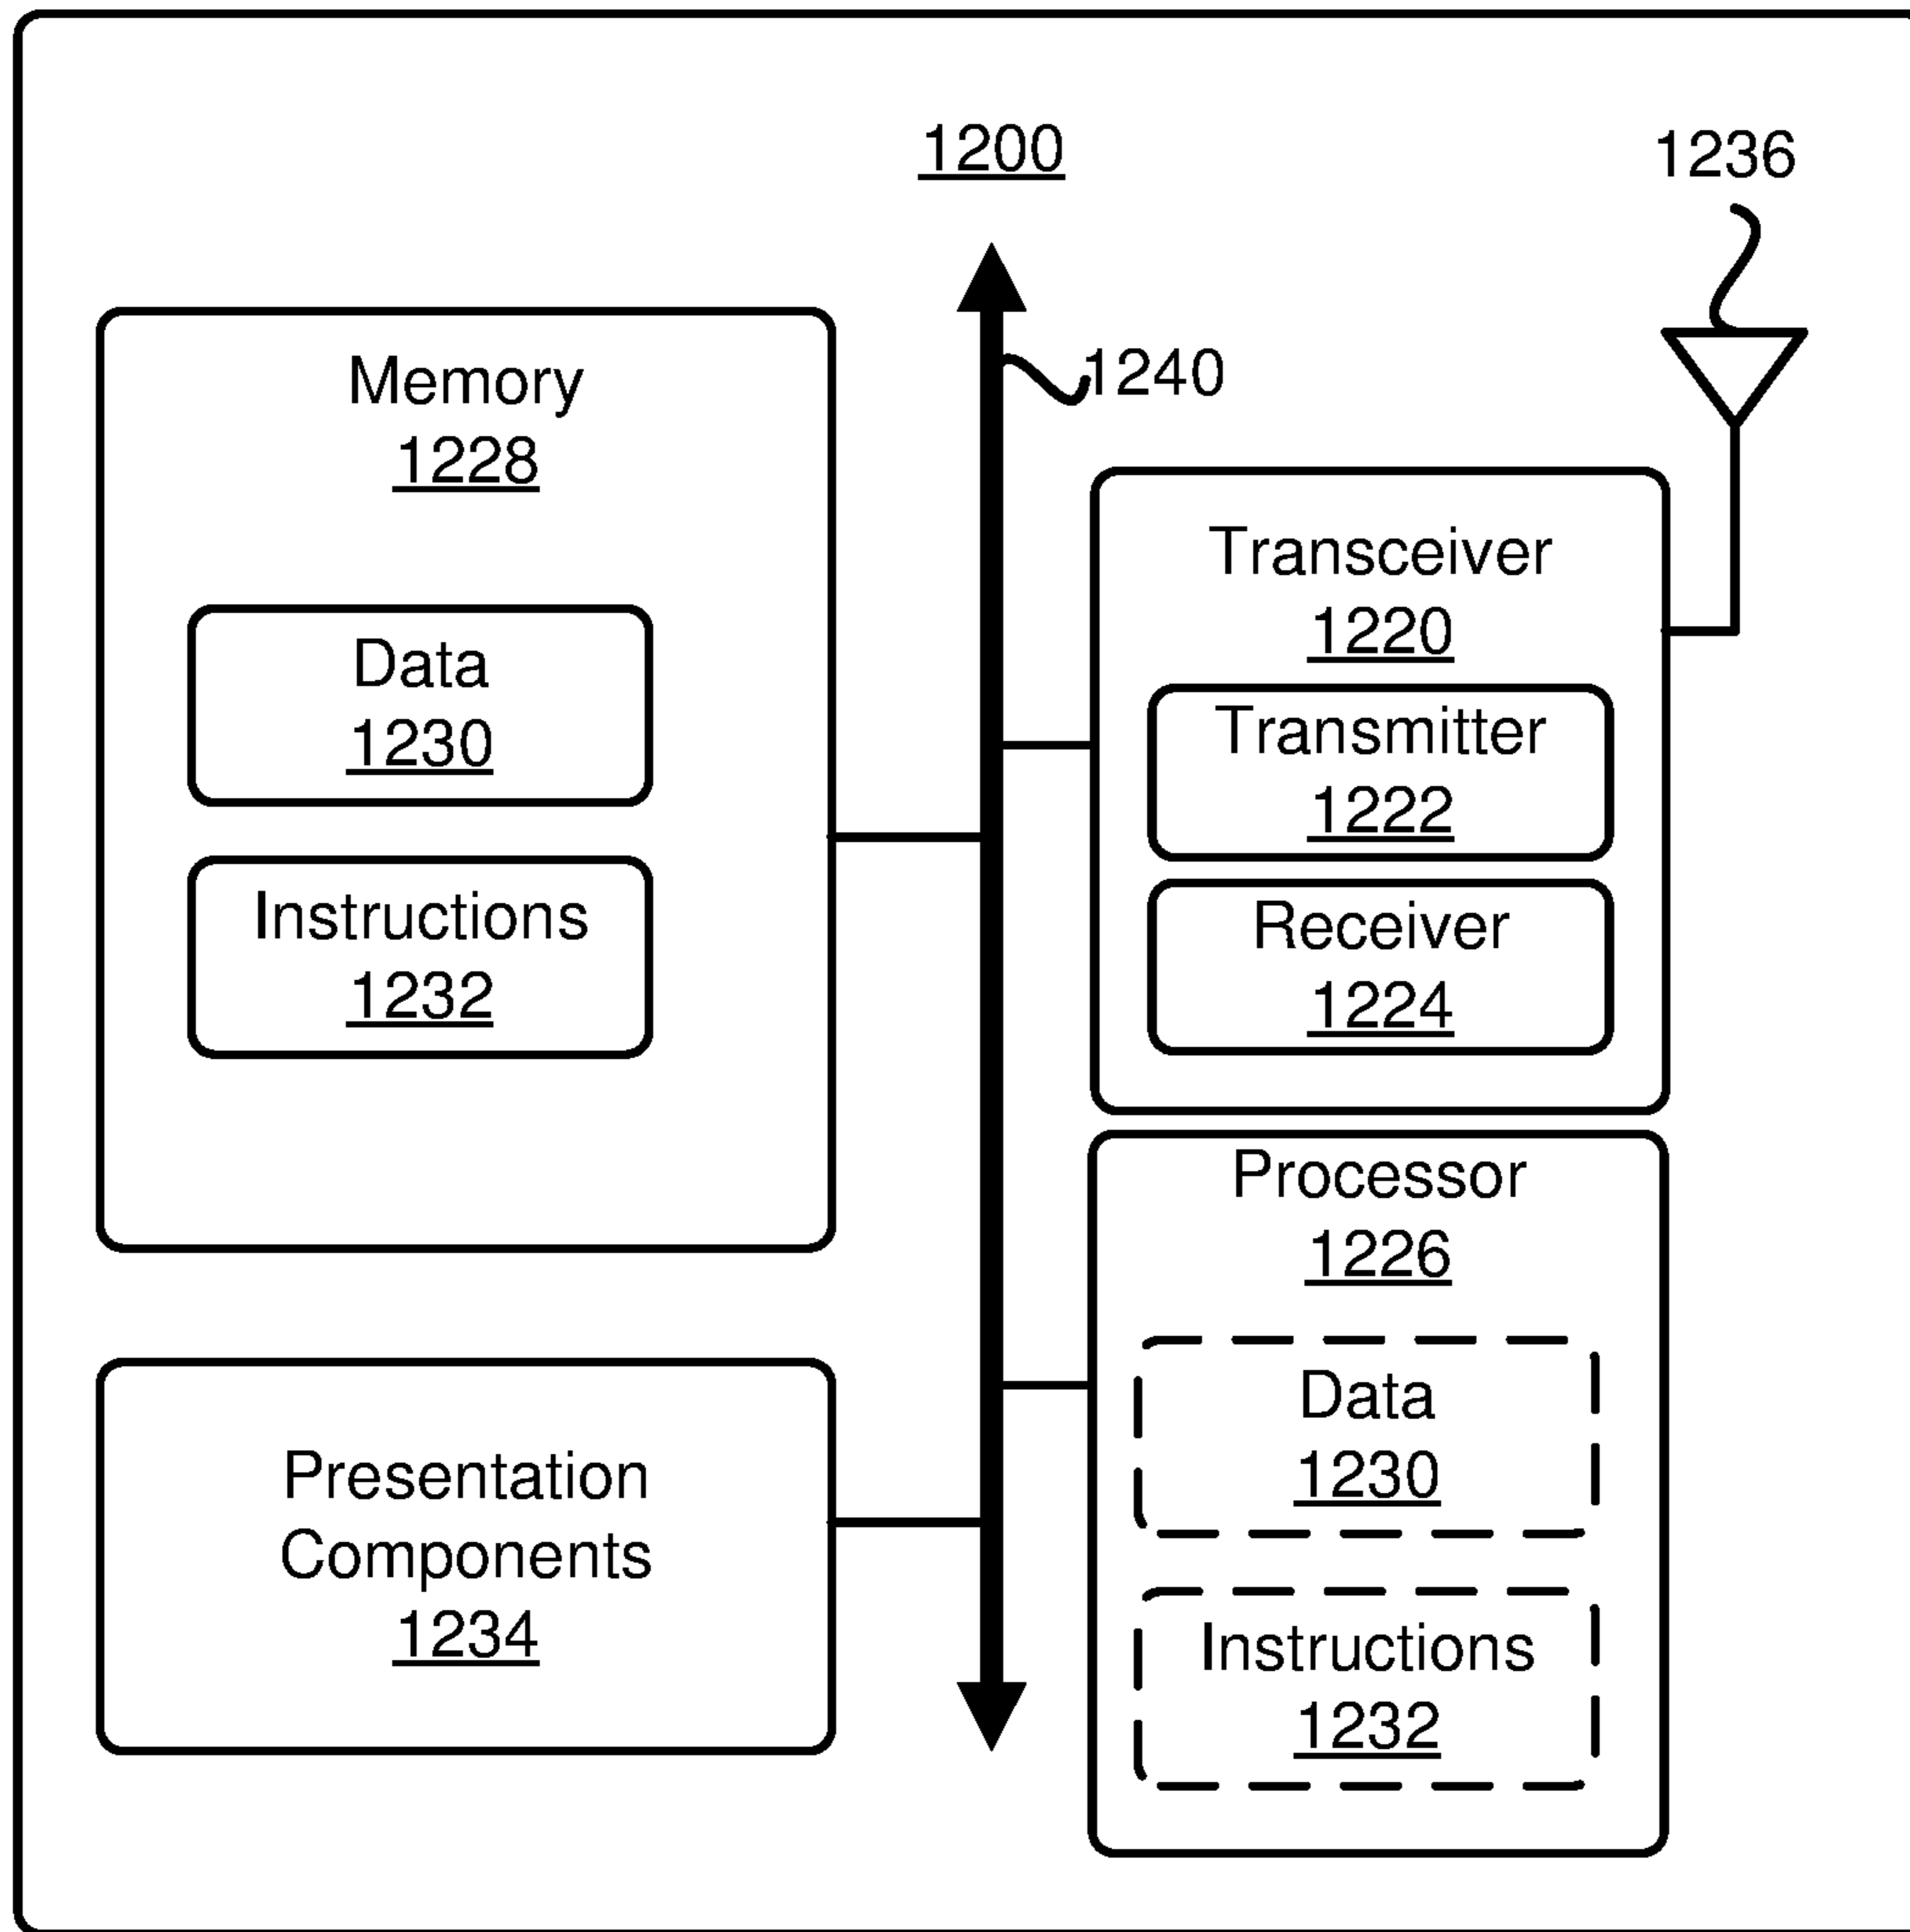 1200
1236
Memory
1228
1240
Data
1230
Instructions
1232
Transceiver
1220
Transmitter
1222
Receiver
1224
Presentation
Components
1234
Processor
1226
Data
1230
Instructions
1232